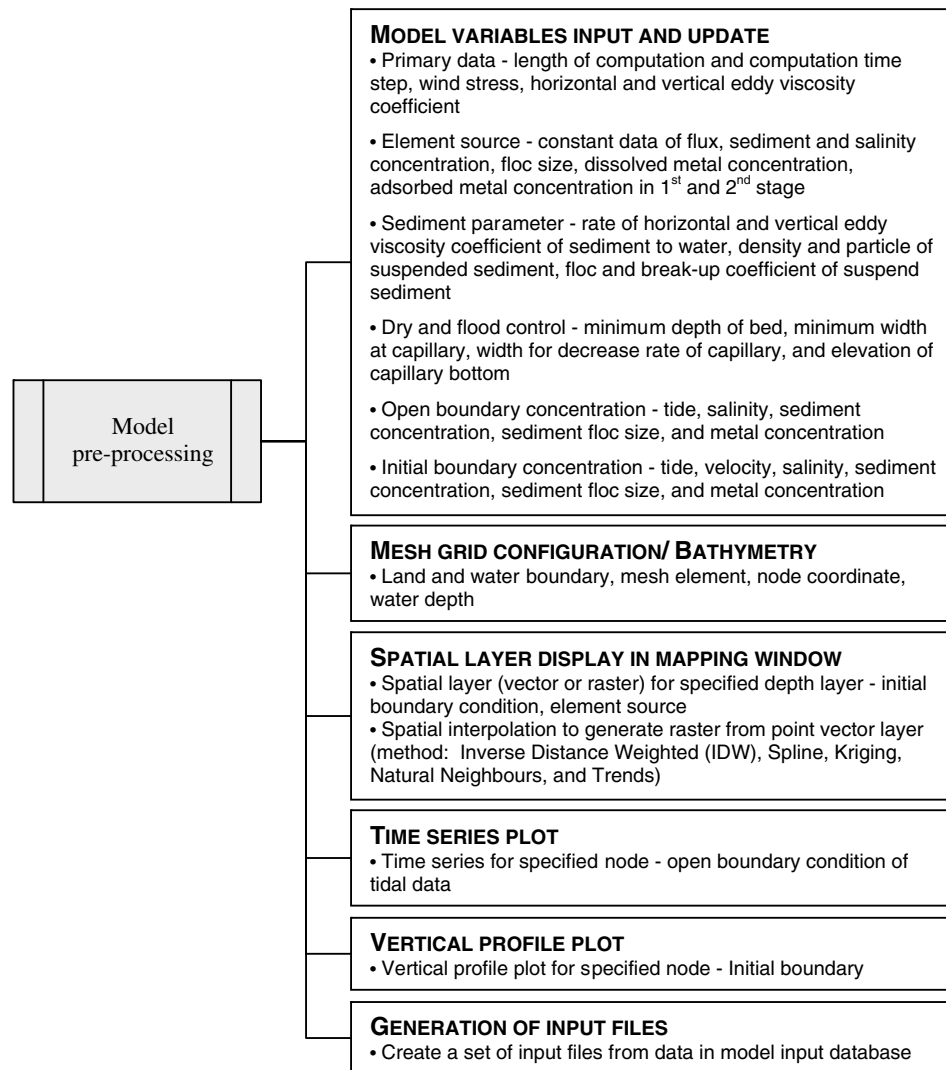 Model
pre-processing
MODEL VARIABLES INPUT AND UPDATE
• Primary data - length of computation and computation time
step, wind stress, horizontal and vertical eddy viscosity
coefficient
• Element source - constant data of flux, sediment and salinity
concentration, floc size, dissolved metal concentration,
adsorbed metal concentration in 1st and 2nd stage
• Sediment parameter - rate of horizontal and vertical eddy
viscosity coefficient of sediment to water, density and particle of
suspended sediment, floc and break-up coefficient of suspend
sediment
• Dry and flood control - minimum depth of bed, minimum width
at capillary, width for decrease rate of capillary, and elevation of
capillary bottom
• Open boundary concentration - tide, salinity, sediment
concentration, sediment floc size, and metal concentration
• Initial boundary concentration - tide, velocity, salinity, sediment
concentration, sediment floc size, and metal concentration
MESH GRID CONFIGURATION/ BATHYMETRY
• Land and water boundary, mesh element, node coordinate,
water depth
SPATIAL LAYER DISPLAY IN MAPPING WINDOW
• Spatial layer (vector or raster) for specified depth layer - initial
boundary condition, element source
• Spatial interpolation to generate raster from point vector layer
(method: Inverse Distance Weighted (IDW), Spline, Kriging,
Natural Neighbours, and Trends)
TIME SERIES PLOT
• Time series for specified node - open boundary condition of
tidal data
VERTICAL PROFILE PLOT
• Vertical profile plot for specified node - Initial boundary
GENERATION OF INPUT FILES
• Create a set of input files from data in model input database